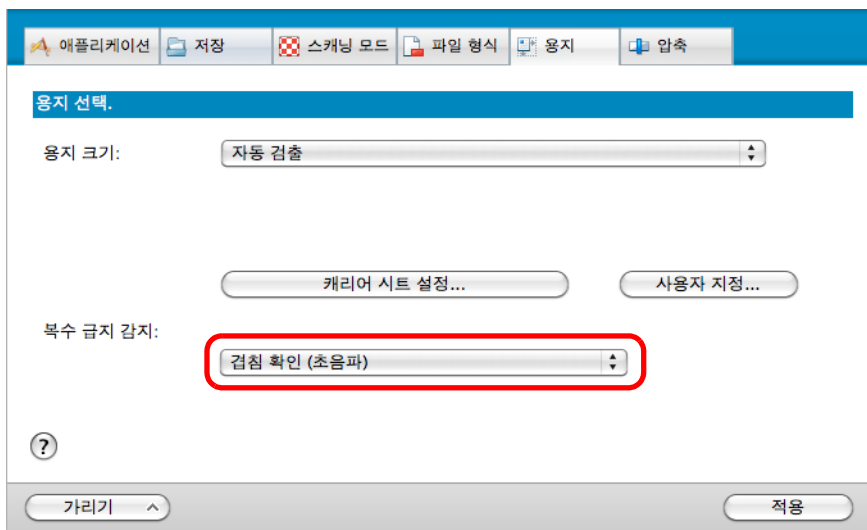 애플리케이션 저장 스캐닝 모드 파일 형식 용지 압축
용지 선택.
용지 크기: 자동 검출
캐리어 시트 설정... 사용자 지정...
복수 급지 감지:
겹침 확인 (초음파)
?
가리기 적용